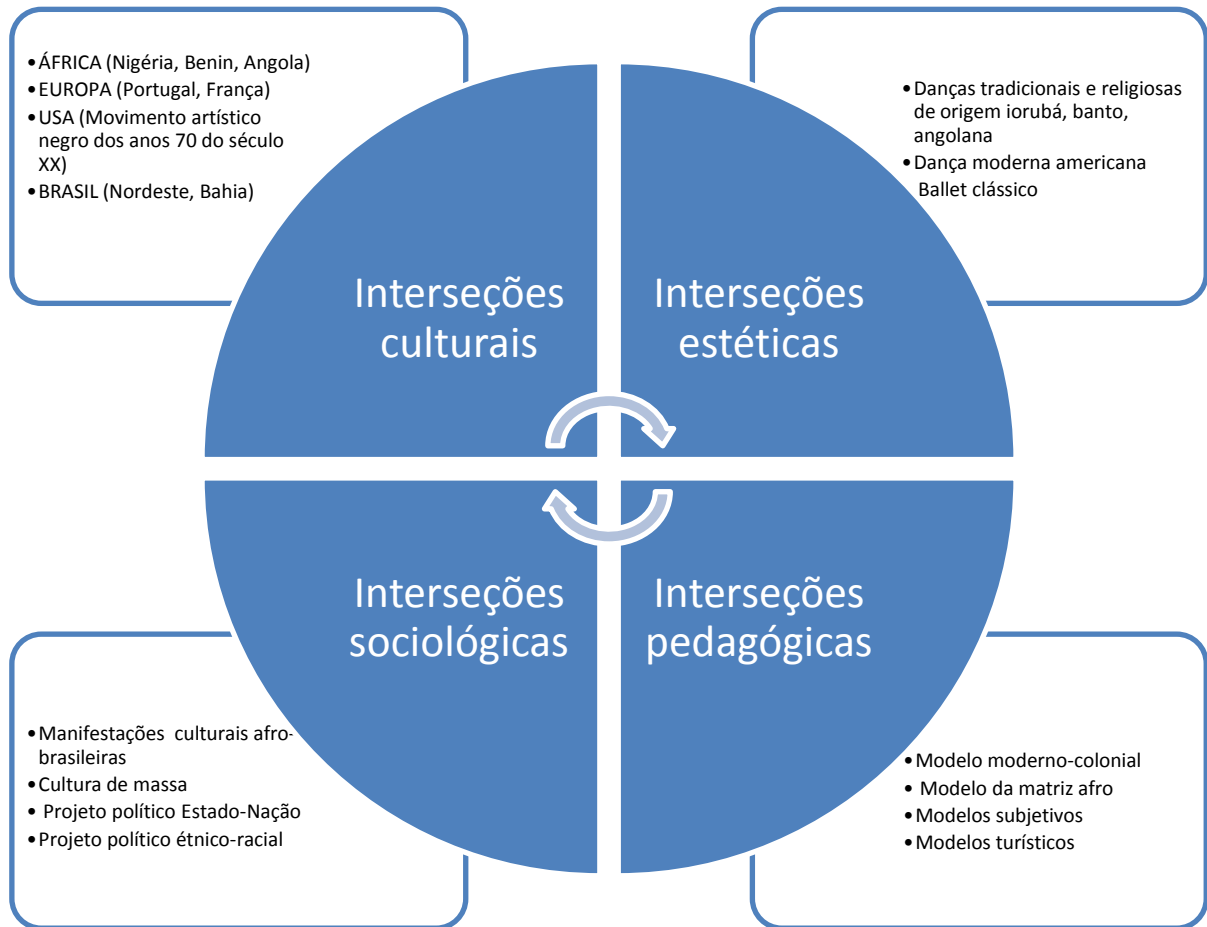 •ÁFRICA (Nigéria, Benin, Angola)
•EUROPA (Portugal, França)
•USA (Movimento artístico
negro dos anos 70 do século
XX)
•BRASIL (Nordeste, Bahia)
•Danças tradicionais e religiosas
de origem iorubá, banto,
angolana
•Dança moderna americana
Ballet clássico
Interseções
culturais
Interseções
estéticas
Interseções
sociológicas
Interseções
pedagógicas
•Manifestações culturais afro-
brasileiras
•Cultura de massa
• Projeto político Estado-Nação
•Projeto político étnico-racial
•Modelo moderno-colonial
• Modelo da matriz afro
•Modelos subjetivos
•Modelos turísticos